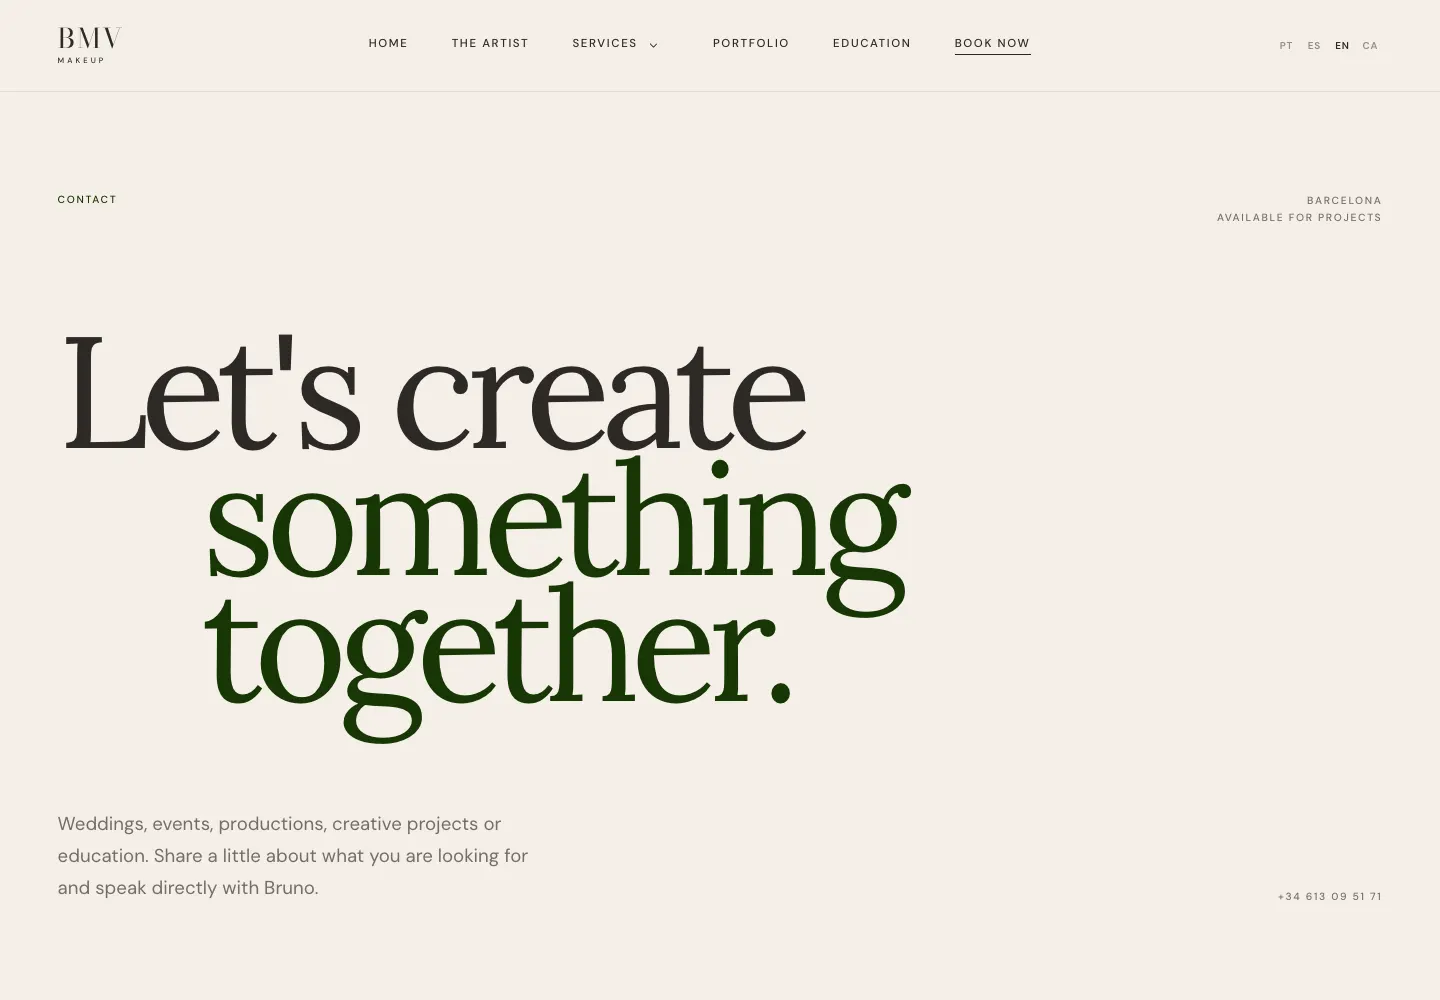 BMV
MAKEUP
HOME
THE ARTIST
SERVICES
PORTFOLIO
EDUCATION
BOOK NOW
PT ES EN CA
CONTACT
BARCELONA
AVAILABLE FOR PROJECTS
Let's create
something
together.
Weddings, events, productions, creative projects or
education. Share a little about what you are looking for
and speak directly with Bruno.
+34 613 09 51 71